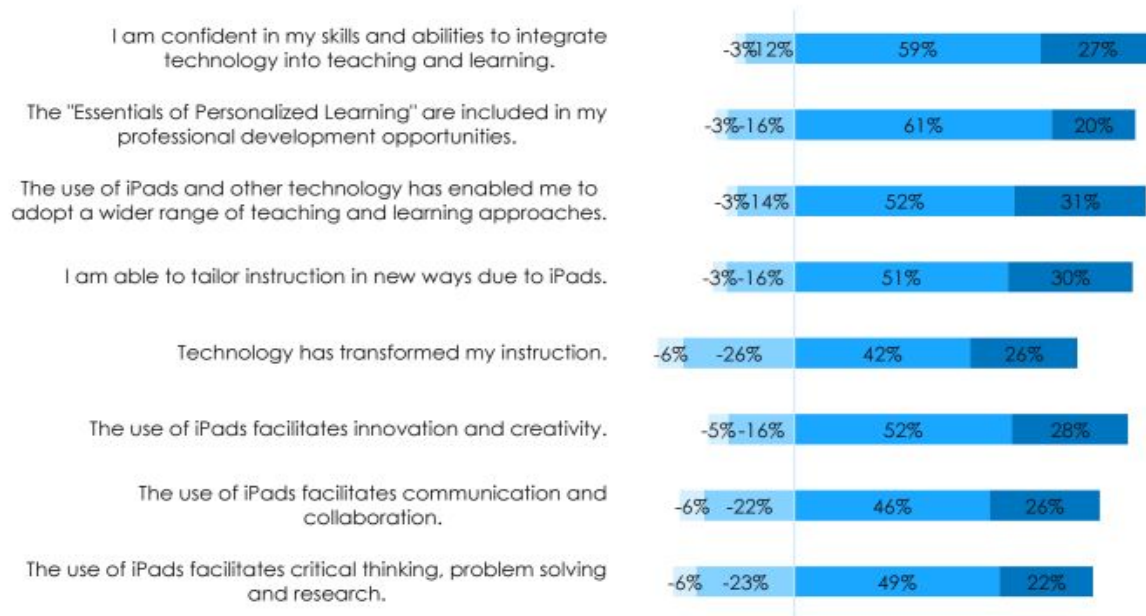 I am confident in my skills and abilities to integrate
technology into teaching and learning.
-3% -12% 59% 27%
The "Essentials of Personalized Learning" are included in my
professional development opportunities.
-3% -16% 61% 20%
The use of iPads and other technology has enabled me to
adopt a wider range of teaching and learning approaches.
-3% -14% 52% 31%
I am able to tailor instruction in new ways due to iPads.
-3% -16% 51% 30%
Technology has transformed my instruction.
-6% -26% 42% 26%
The use of iPads facilitates innovation and creativity.
-5% -16% 52% 28%
The use of iPads facilitates communication and
collaboration.
-6% -22% 46% 26%
The use of iPads facilitates critical thinking, problem solving
and research.
-6% -23% 49% 22%